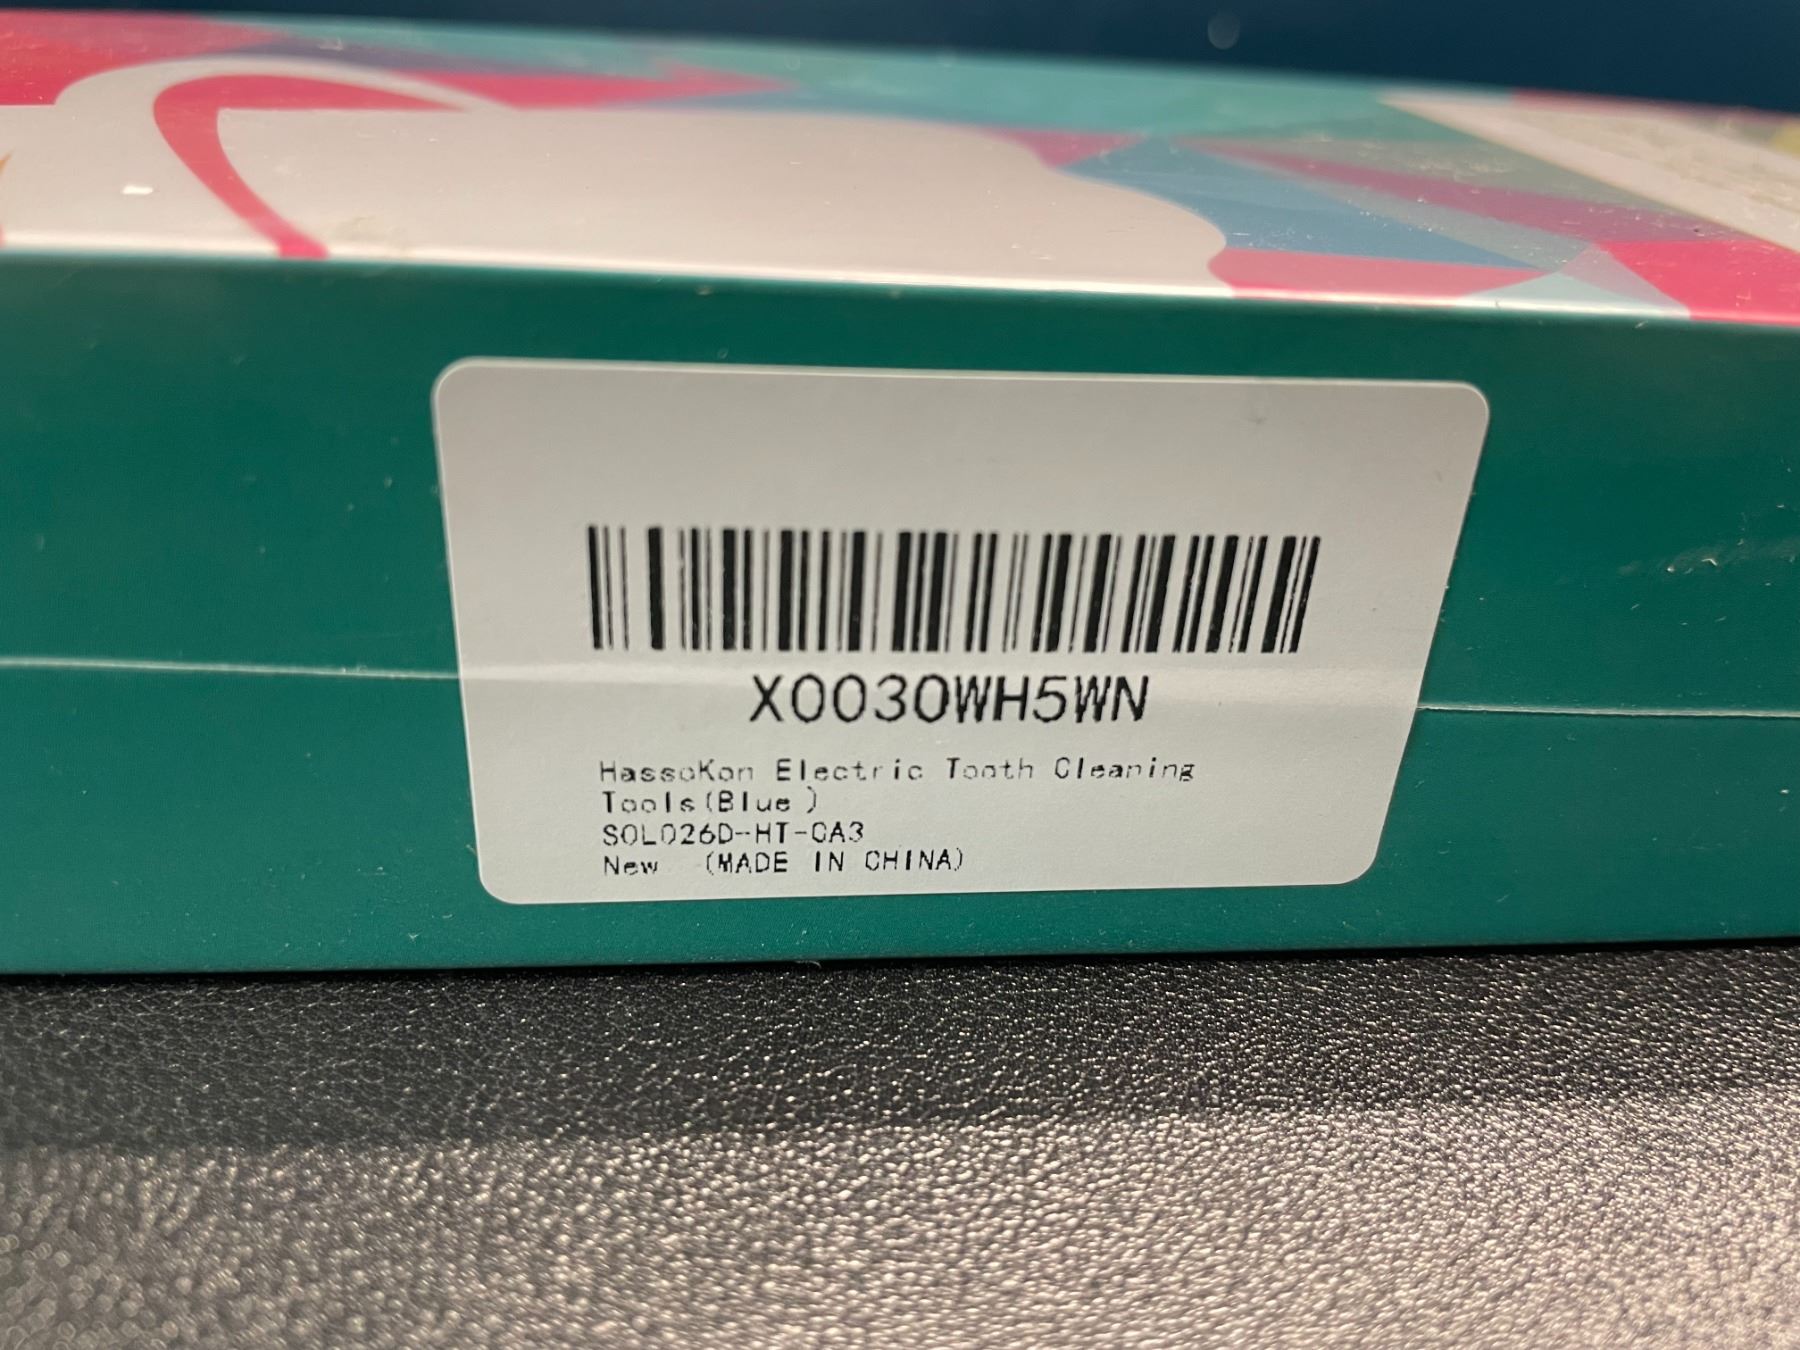 X0030WH5WN
HassoKon Electric Tooth Cleaning
Tools(Blue )
SOL026D-HT-CA3
New (MADE IN CHINA)